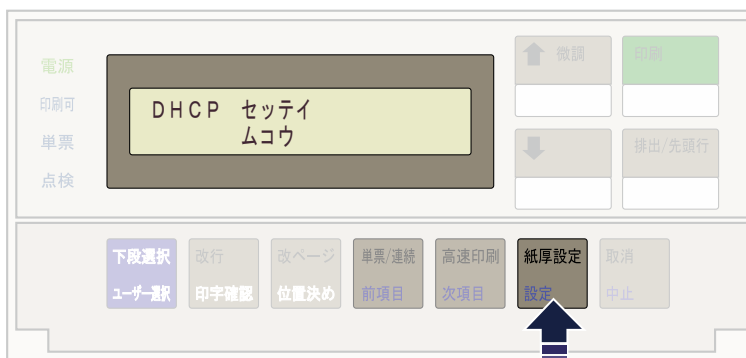 電源
印刷可
単票
点検
DHCP セッテイ
ムコウ
微調
印刷
排出/先頭行
下段選択
ユーザー選択
改行
印字確認
改ページ
位置決め
単票/連続
前項目
高速印刷
次項目
紙厚設定
設定
取消
中止